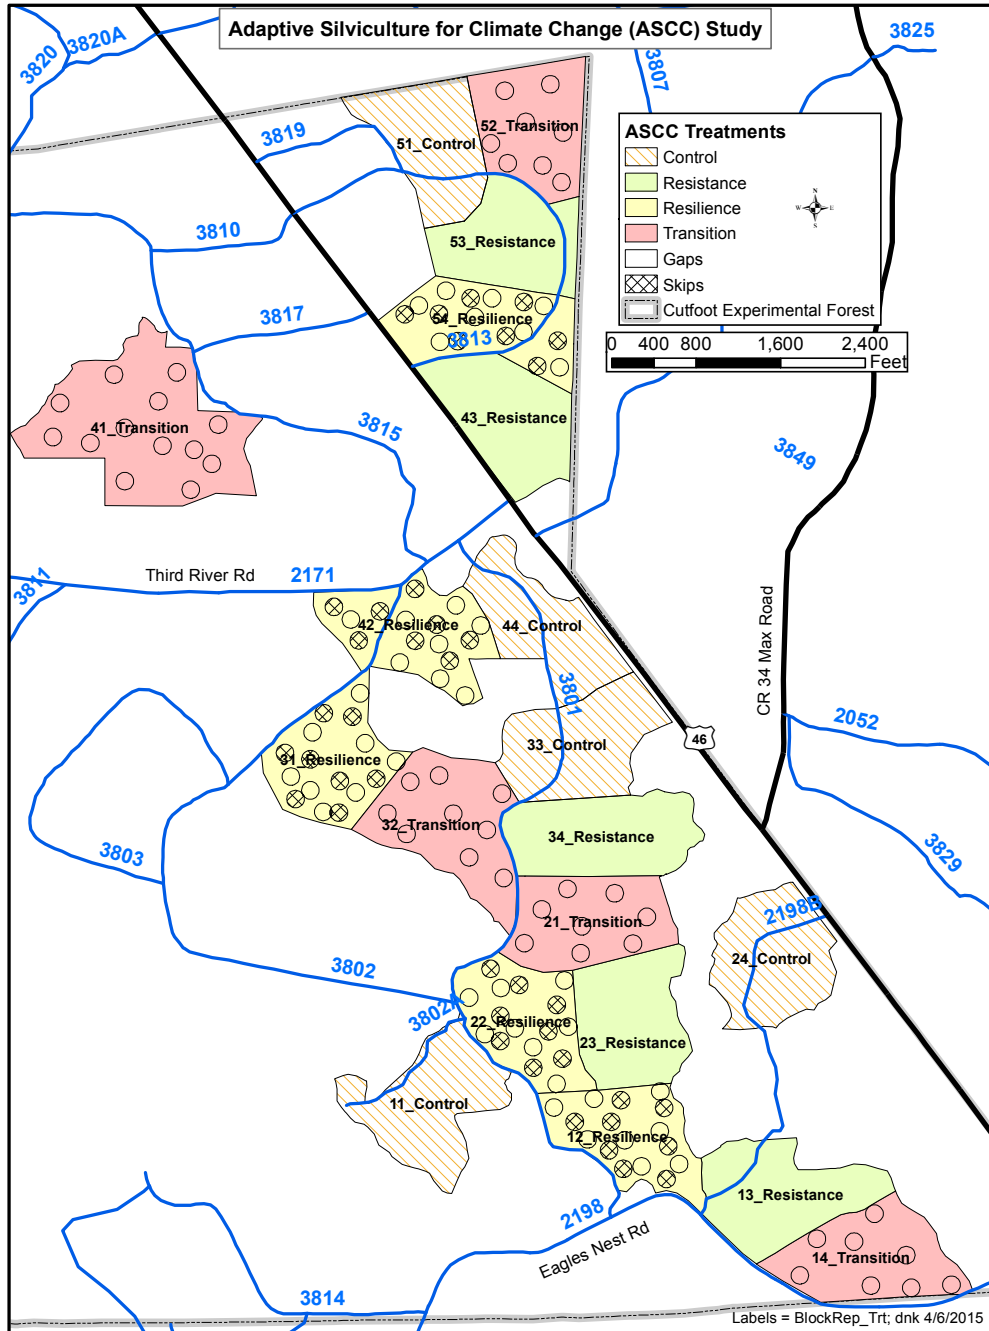 Adaptive Silviculture for Climate Change (ASCC) Study
3820
3820A
3807
3825
3819
51_Control
52_Transition
ASCC Treatments
Control
Resistance
Resilience
Transition
Gaps
Skips
Cutfoot Experimental Forest
N
W E
S
3810
53_Resistance
3817
54_Resilience
3813
0 400 800 1,600 2,400
Feet
41_Transition
3815
43_Resistance
3849
Third River Rd
2171
3811
42_Resilience
44_Control
CR 34 Max Road
3801
33_Control
46
2052
31_Resilience
32_Transition
34_Resistance
3803
3829
21_Transition
2198B
24_Control
3802
3802A
22_Resilience
23_Resistance
11_Control
12_Resilience
13_Resistance
2198
Eagles Nest Rd
14_Transition
3814
Labels = BlockRep_Trt; dnk 4/6/2015